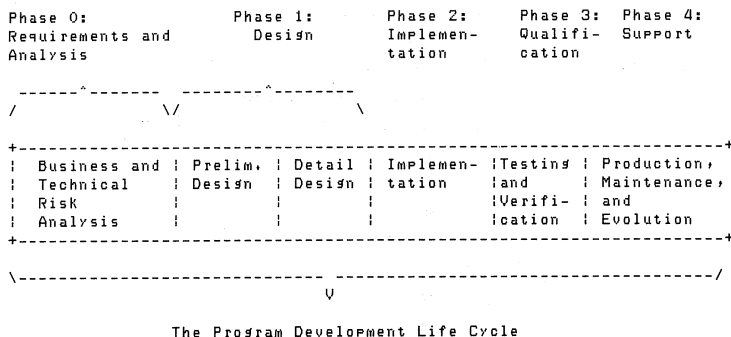 Phase 0: Phase 1: Phase 2: Phase 3: Phase 4:
Requirements and Design Implemen- Qualifi- Support
Analysis tation cation
Business and Prelim. Detail Implemen- Testing Production,
Technical Design Design tation and Maintenance,
Risk Verifi- and
Analysis cation Evolution
The Program Development Life Cycle